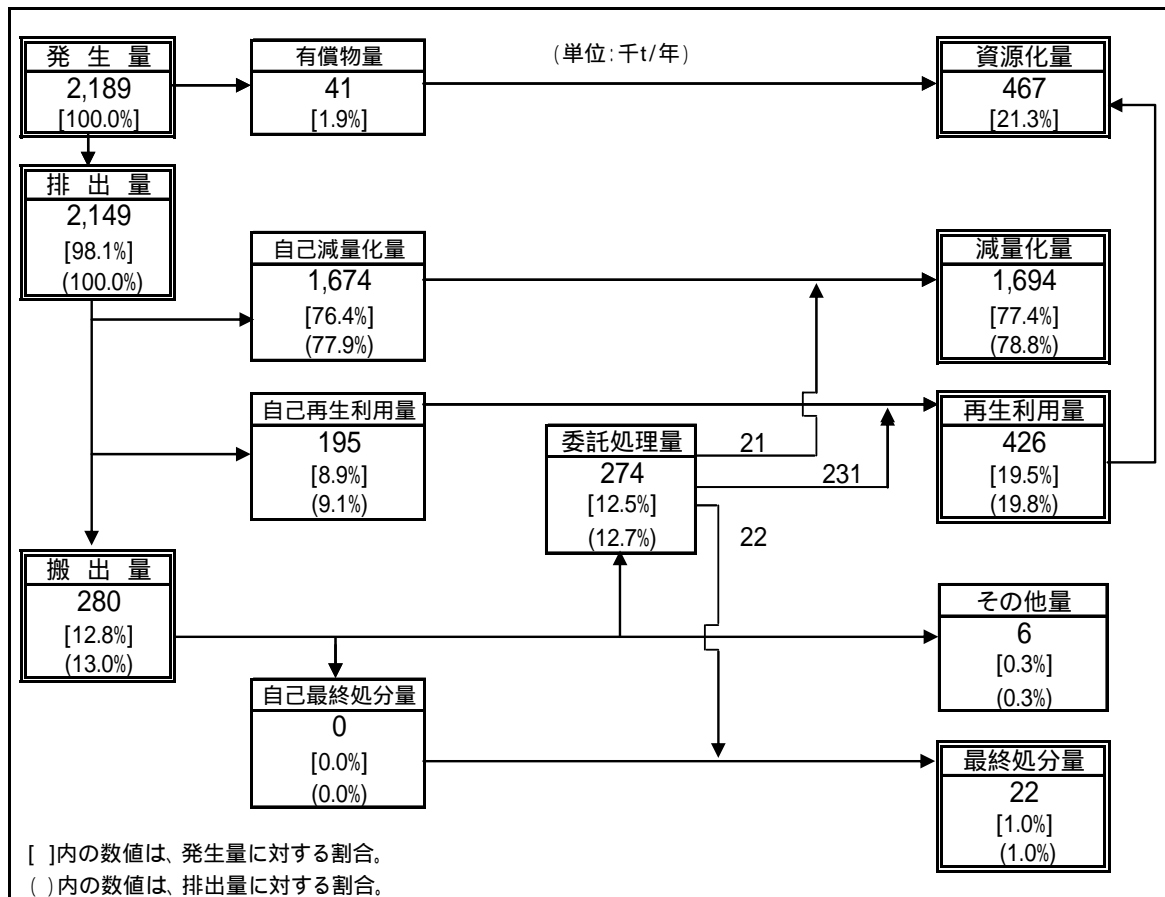 発 生 量
2,189
[100.0%]
有償物量
41
[1.9%]
(単位:千t/年)
資源化量
467
[21.3%]
排 出 量
2,149
[98.1%]
(100.0%)
自己減量化量
1,674
[76.4%]
(77.9%)
減量化量
1,694
[77.4%]
(78.8%)
自己再生利用量
195
[8.9%]
(9.1%)
委託処理量
274
[12.5%]
(12.7%)
21
231
22
再生利用量
426
[19.5%]
(19.8%)
搬 出 量
280
[12.8%]
(13.0%)
その他量
6
[0.3%]
(0.3%)
自己最終処分量
0
[0.0%]
(0.0%)
最終処分量
22
[1.0%]
(1.0%)
[ ]内の数値は、発生量に対する割合。
( )内の数値は、排出量に対する割合。